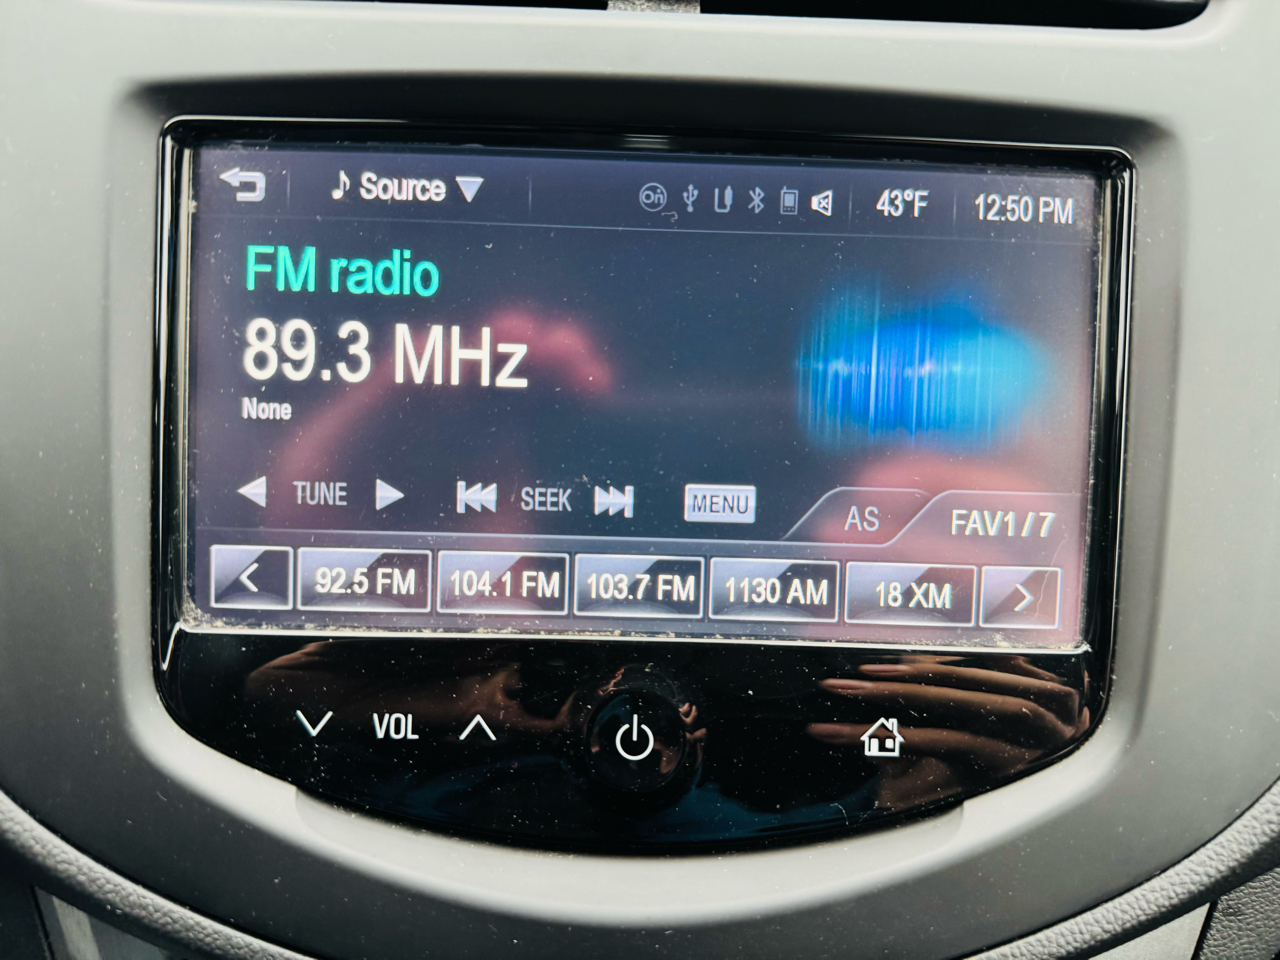 Source On 43°F 12:50 PM
FM radio
89.3 MHz
None
TUNE SEEK MENU AS FAV1/7
92.5 FM 104.1 FM 103.7 FM 1130 AM 18 XM
VOL